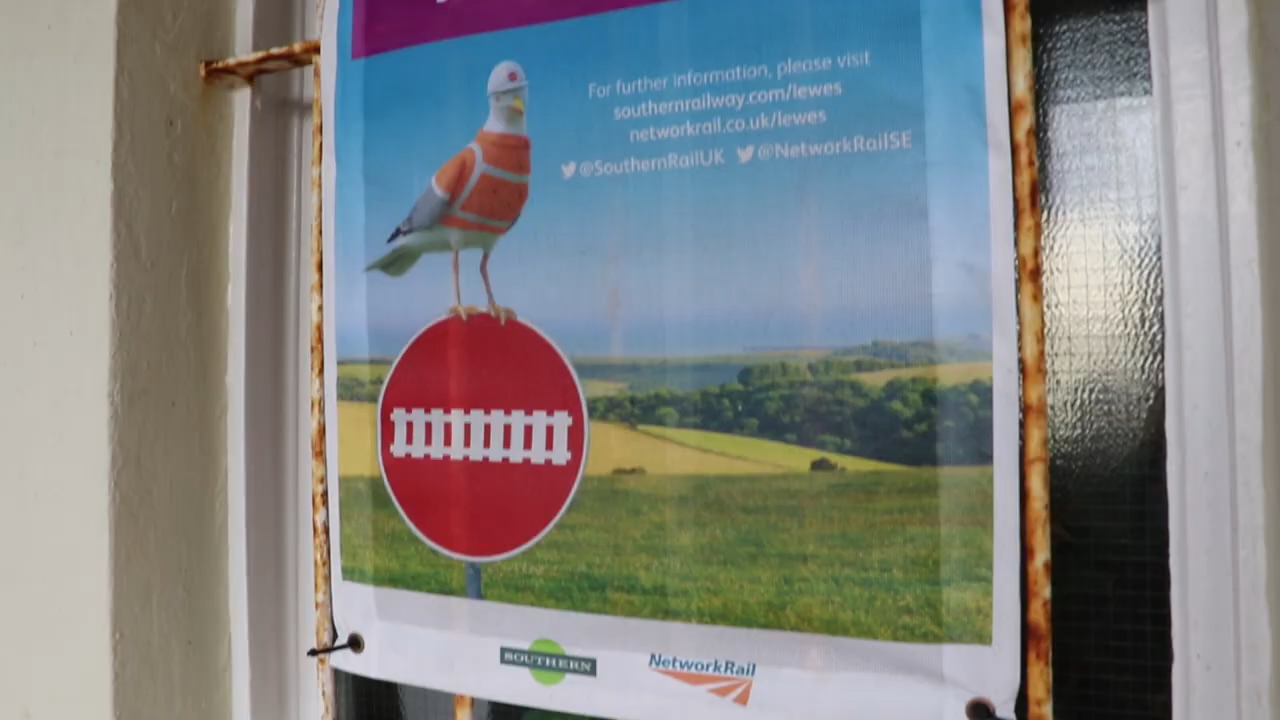 For further information, please visit
southernrailway.com/lewes
networkrail.co.uk/lewes
@SouthernRailUK @NetworkRailSE
SOUTHERN
NetworkRail